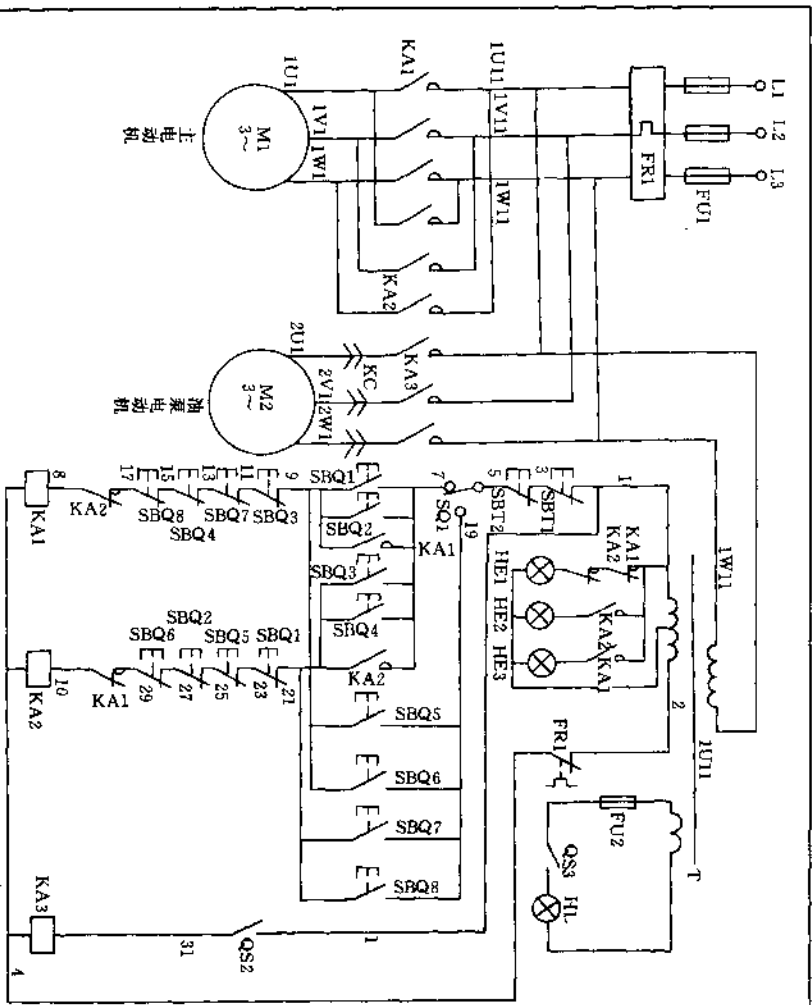 L1
L2
L3
FU1
FR1
1U11
1V11
1W11
KA1
KA2
KA3
KC
1U1
1V1
1W1
2U1
2V1
2W1
M1
3~
主电动机
M2
3~
油泵电动机
1W11
1U11
T
1
3
SBT1
5
SBT2
SQ1
7
19
SBQ1
SBQ2
KA1
SBQ3
SBQ4
KA2
SBQ5
SBQ6
SBQ7
SBQ8
9
11
13
15
17
SBQ3
SBQ7
SBQ4
SBQ8
KA2
8
KA1
21
23
25
27
29
SBQ1
SBQ5
SBQ2
SBQ6
KA1
10
KA2
KA1
KA2
HE1
KA2
HE2
KA1
HE3
2
FR1
FU2
QS3
HL
1
QS2
31
KA3
4